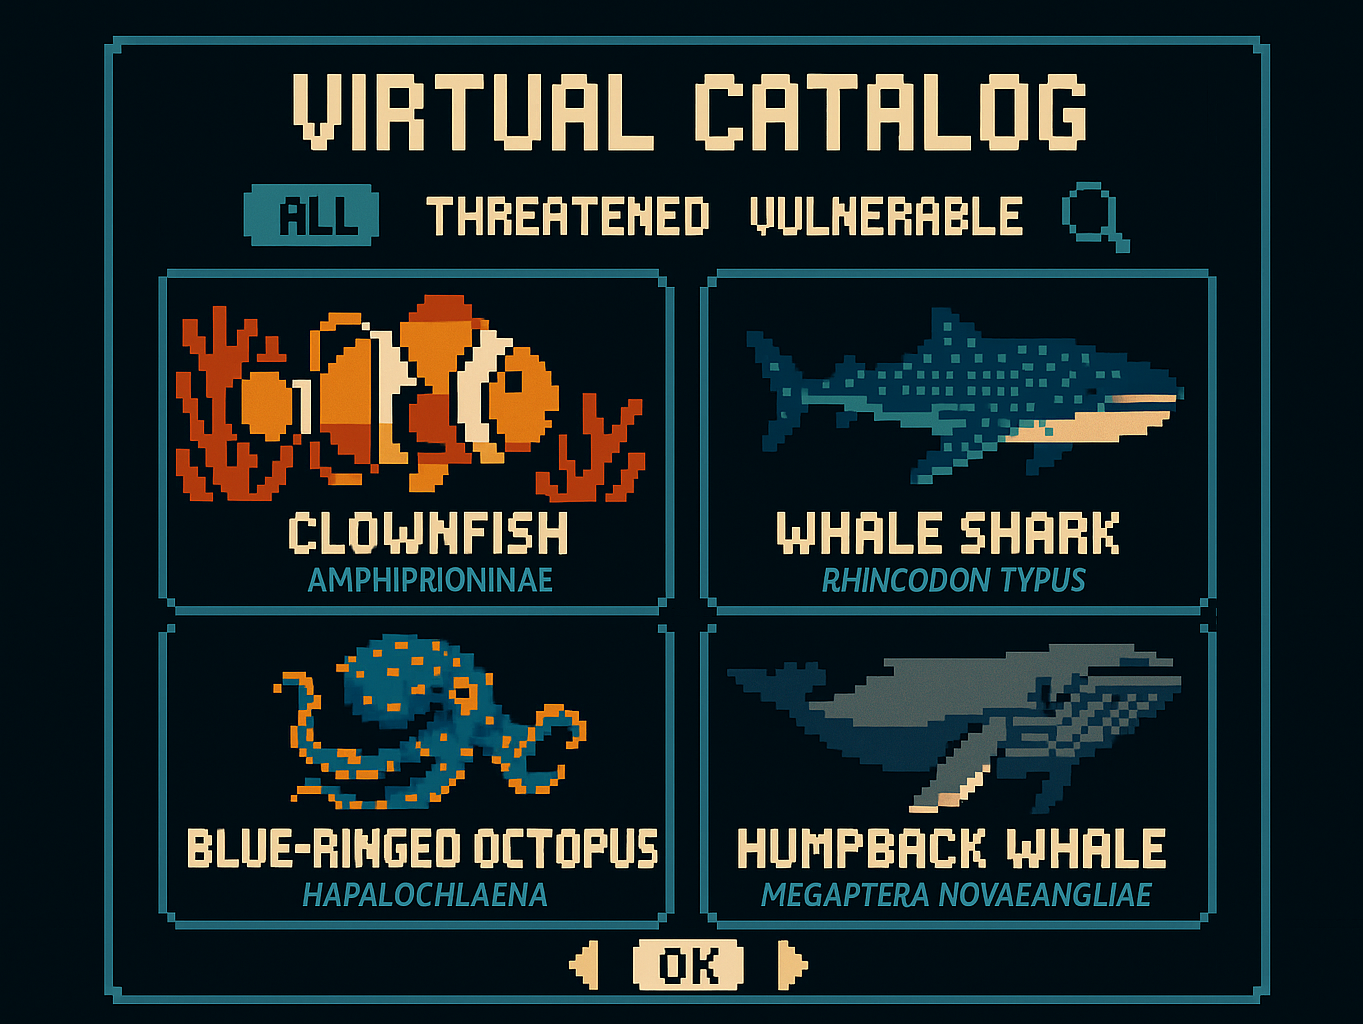 VIRTUAL CATALOG
ALL THREATENED VULNERABLE
CLOWNFISH
AMPHIPRIONINAE
WHALE SHARK
RHINCODON TYPUS
BLUE-RINGED OCTOPUS
HAPALOCHLAENA
HUMPBACK WHALE
MEGAPTERA NOVAEANGLIAE
OK